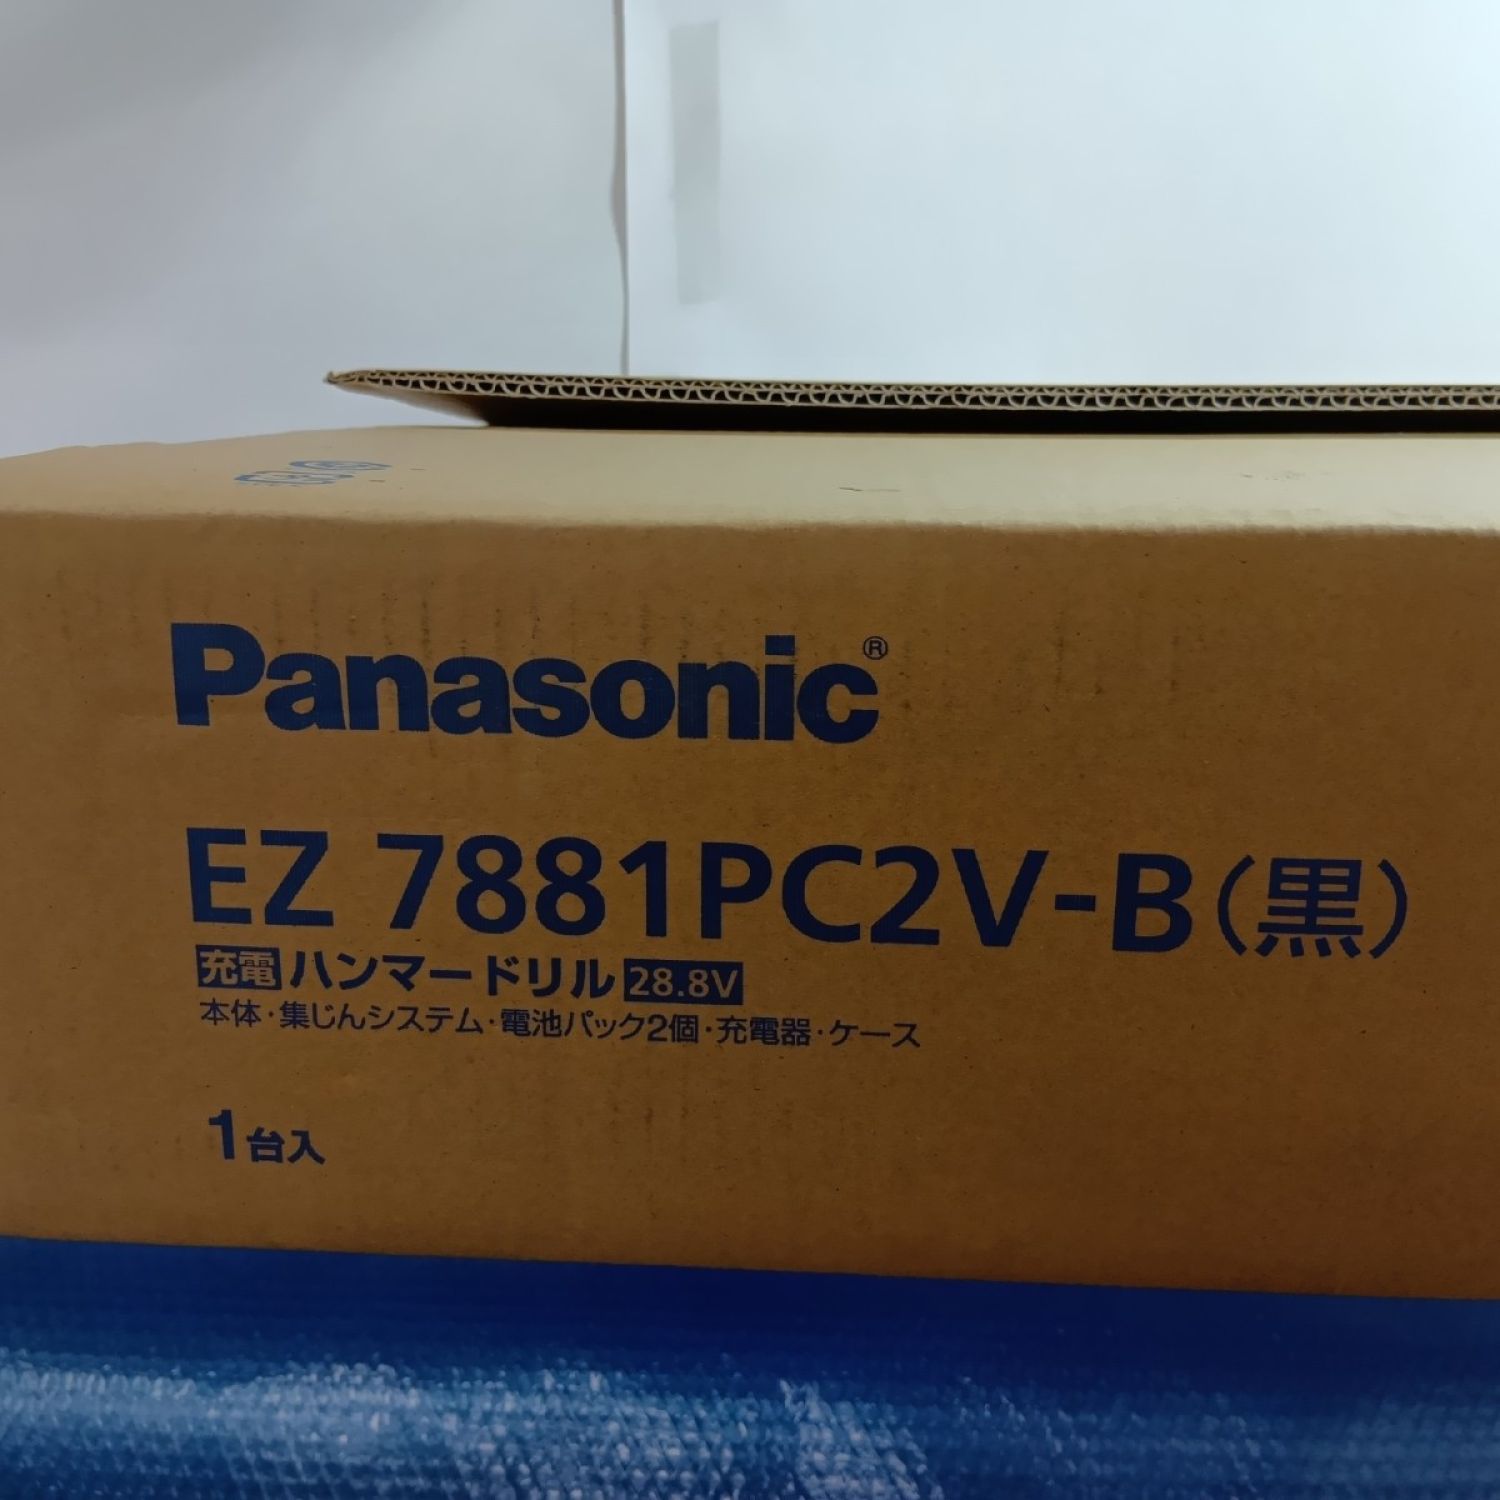 Panasonic®
EZ 7881PC2V-B(黒)
充電 ハンマードリル 28.8V
本体・集じんシステム・電池パック2個・充電器・ケース
1台入